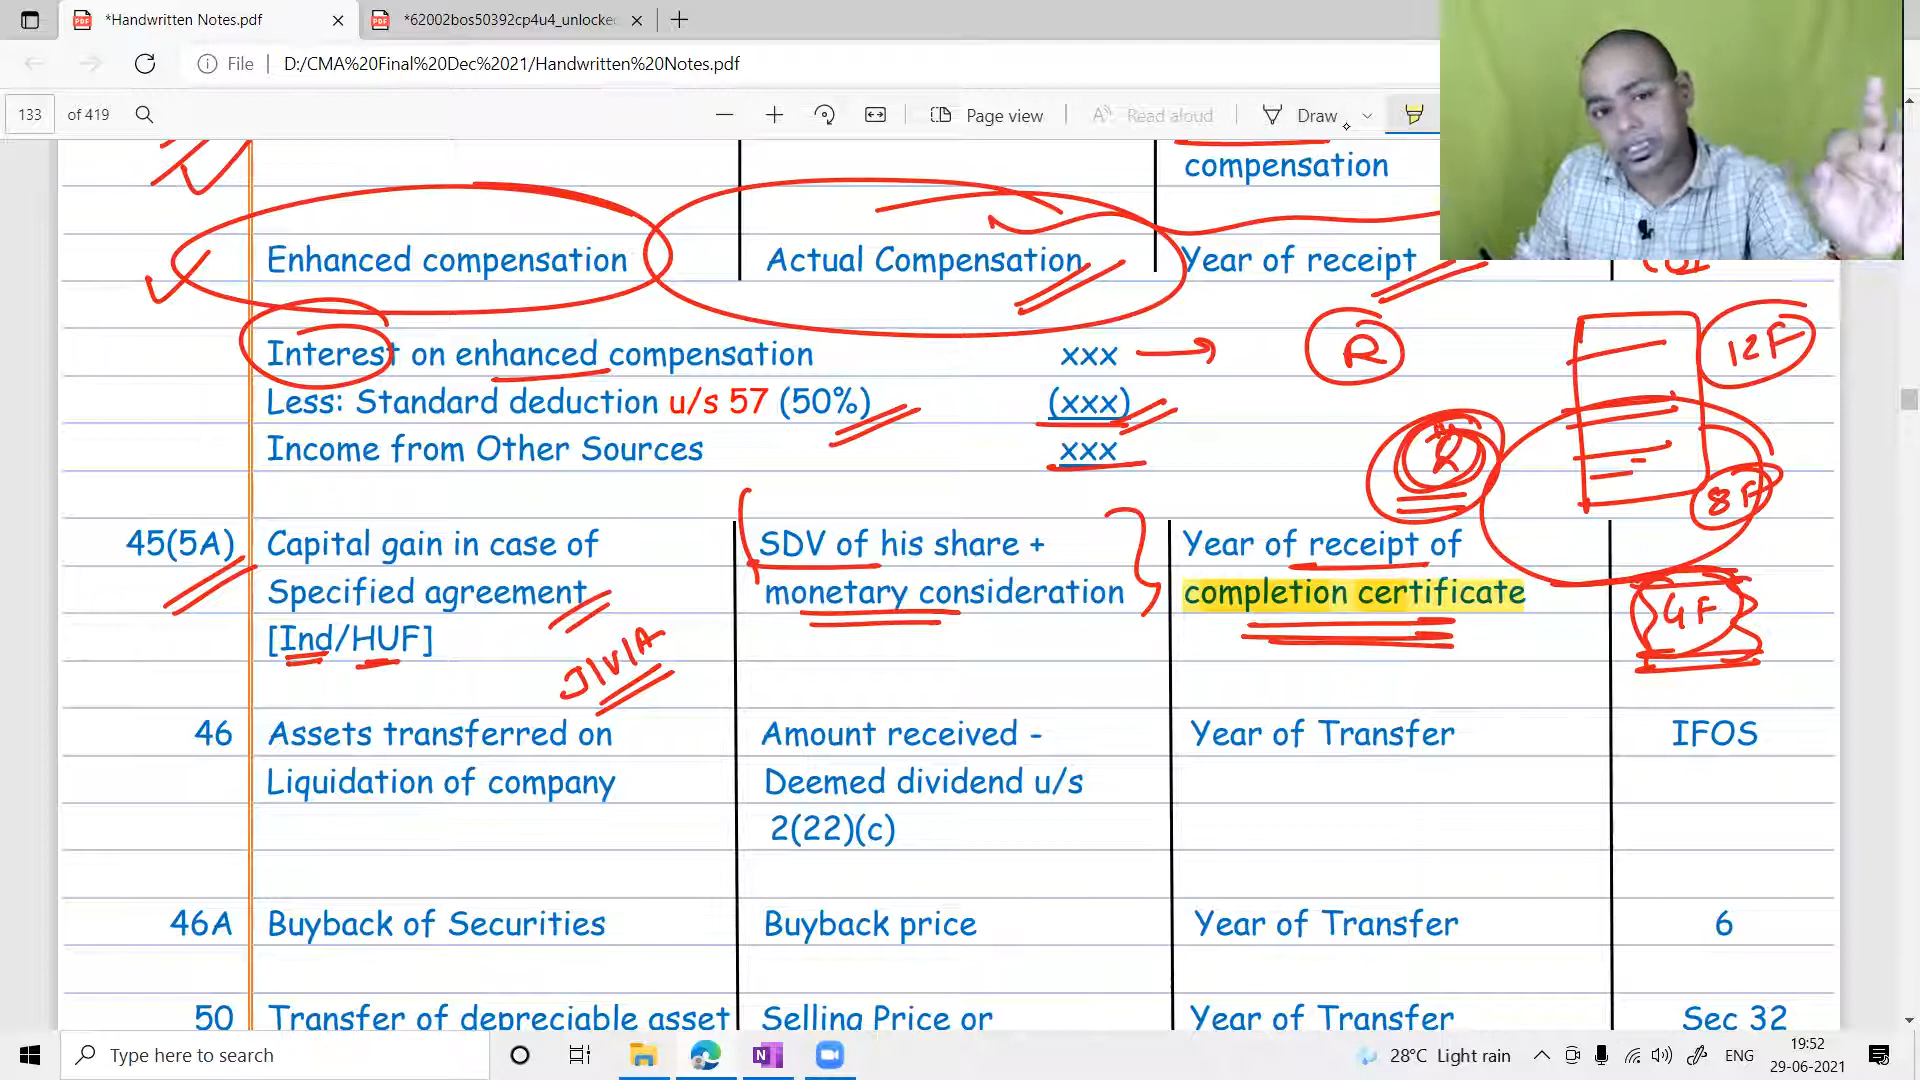 *Handwritten Notes.pdf
*62002bos50392cp4u4_unlocked
File D:/CMA%20Final%20Dec%2021/Handwritten%20Notes.pdf
133 of 419
Page view
Read aloud
Draw
compensation
Enhanced compensation Actual Compensation Year of receipt
Interest on enhanced compensation xxx R 12F
Less: Standard deduction u/s 57 (50%) (xxx)
Income from Other Sources xxx R
8F
45(5A) Capital gain in case of SDV of his share + Year of receipt of
Specified agreement monetary consideration completion certificate
4F
[Ind/HUF]
J/V/A
46 Assets transferred on Amount received - Year of Transfer IFOS
Liquidation of company Deemed dividend u/s
2(22)(c)
46A Buyback of Securities Buyback price Year of Transfer 6
50 Transfer of depreciable asset Selling Price or Year of Transfer Sec 32
Type here to search
28°C Light rain
ENG
19:52
29-06-2021